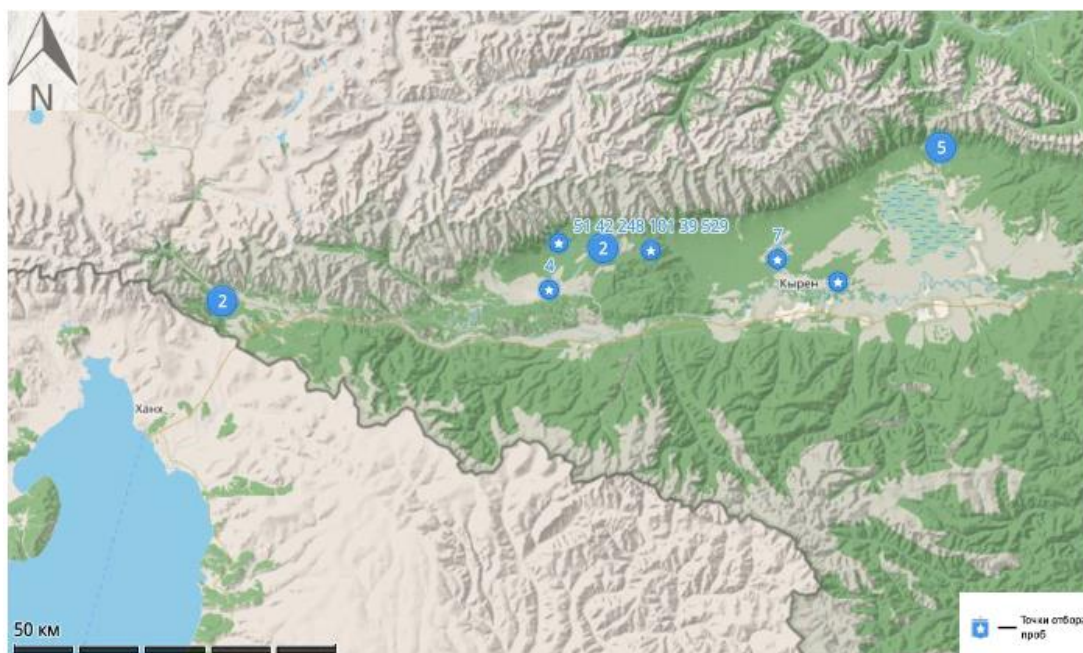 N
5
51 42 248 101 39 529
2
7
4
Кырен
2
Ханх
50 км
Точки отбора
проб